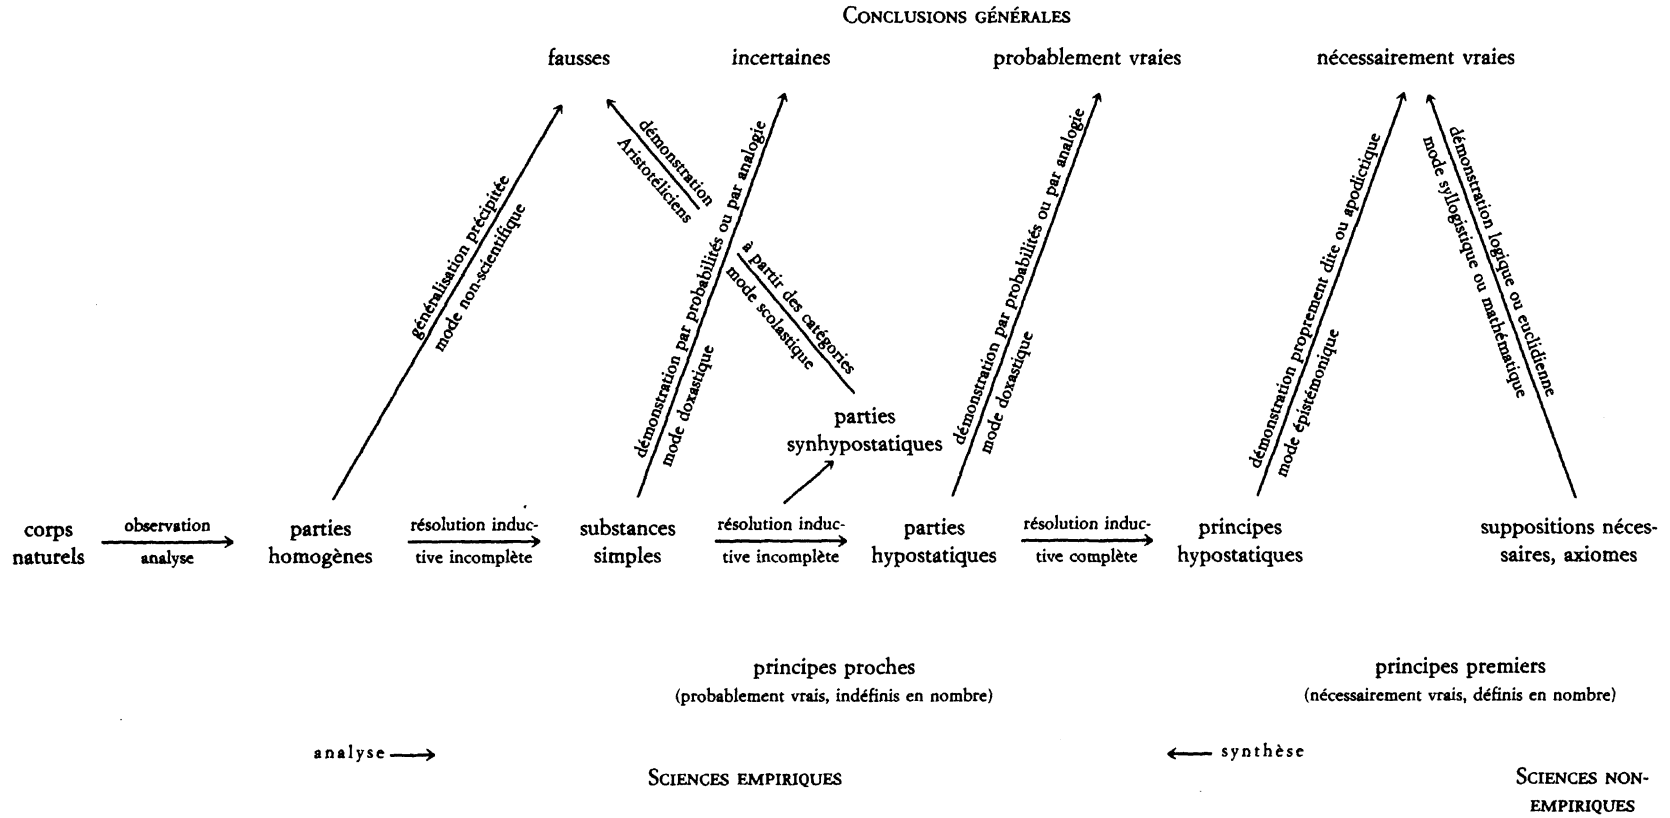 CONCLUSIONS GÉNÉRALES
fausses
incertaines
probablement vraies
nécessairement vraies
généralisation précipitée
mode non-scientifique
démonstration
Aristotéliciens
à partir des catégories
mode scolastique
démonstration par probabilités ou par analogie
mode doxastique
démonstration par probabilités ou par analogie
mode doxastique
démonstration proprement dite ou apodictique
mode épistémonique
démonstration logique ou euclidienne
mode syllogistique ou mathématique
parties
synhypostatiques
corps
naturels
observation
analyse
parties
homogènes
résolution induc-
tive incomplète
substances
simples
résolution induc-
tive incomplète
parties
hypostatiques
résolution induc-
tive complète
principes
hypostatiques
suppositions néces-
saires, axiomes
principes proches
(probablement vrais, indéfinis en nombre)
principes premiers
(nécessairement vrais, définis en nombre)
analyse
synthèse
SCIENCES EMPIRIQUES
SCIENCES NON-
EMPIRIQUES